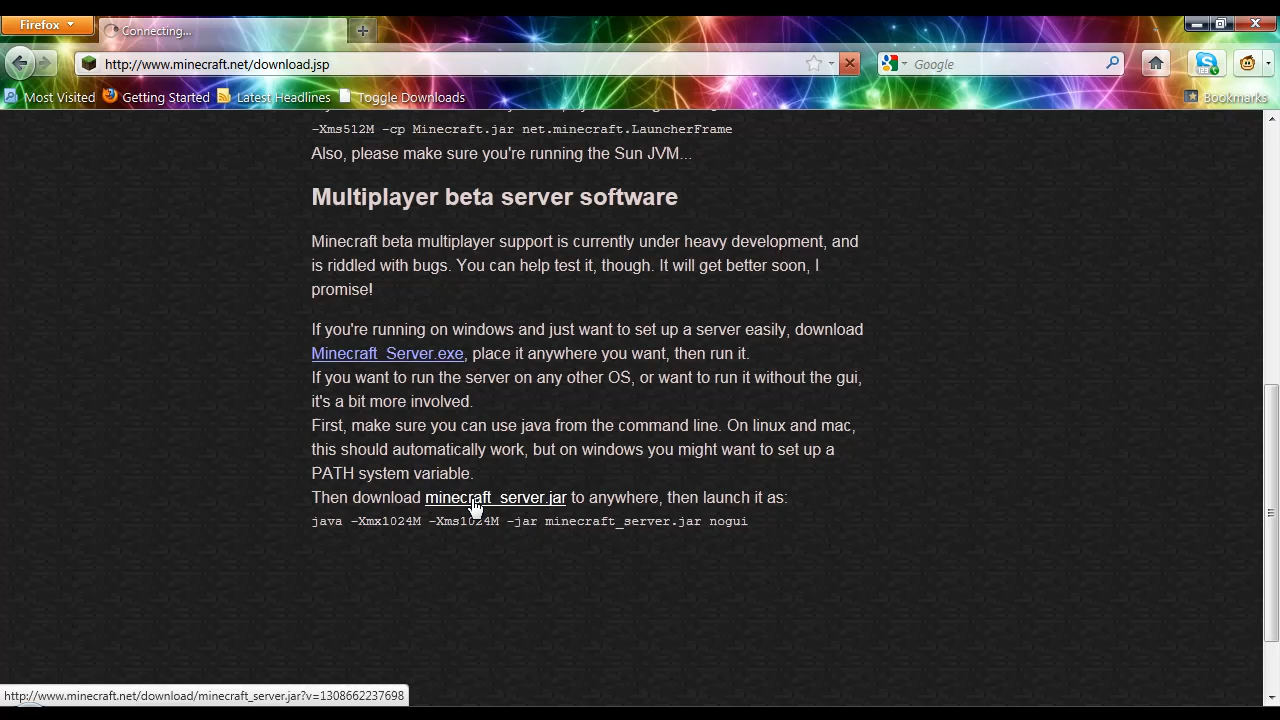 Firefox
Connecting...
http://www.minecraft.net/download.jsp
Google
Most Visited
Getting Started
Latest Headlines
Toggle Downloads
Bookmarks
-Xms512M -cp Minecraft.jar net.minecraft.LauncherFrame
Also, please make sure you're running the Sun JVM...
Multiplayer beta server software
Minecraft beta multiplayer support is currently under heavy development, and
is riddled with bugs. You can help test it, though. It will get better soon, I
promise!
If you're running on windows and just want to set up a server easily, download
Minecraft_Server.exe, place it anywhere you want, then run it.
If you want to run the server on any other OS, or want to run it without the gui,
it's a bit more involved.
First, make sure you can use java from the command line. On linux and mac,
this should automatically work, but on windows you might want to set up a
PATH system variable.
Then download minecraft_server.jar to anywhere, then launch it as:
java -Xmx1024M -Xms1024M -jar minecraft_server.jar nogui
http://www.minecraft.net/download/minecraft_server.jar?v=1308662237698